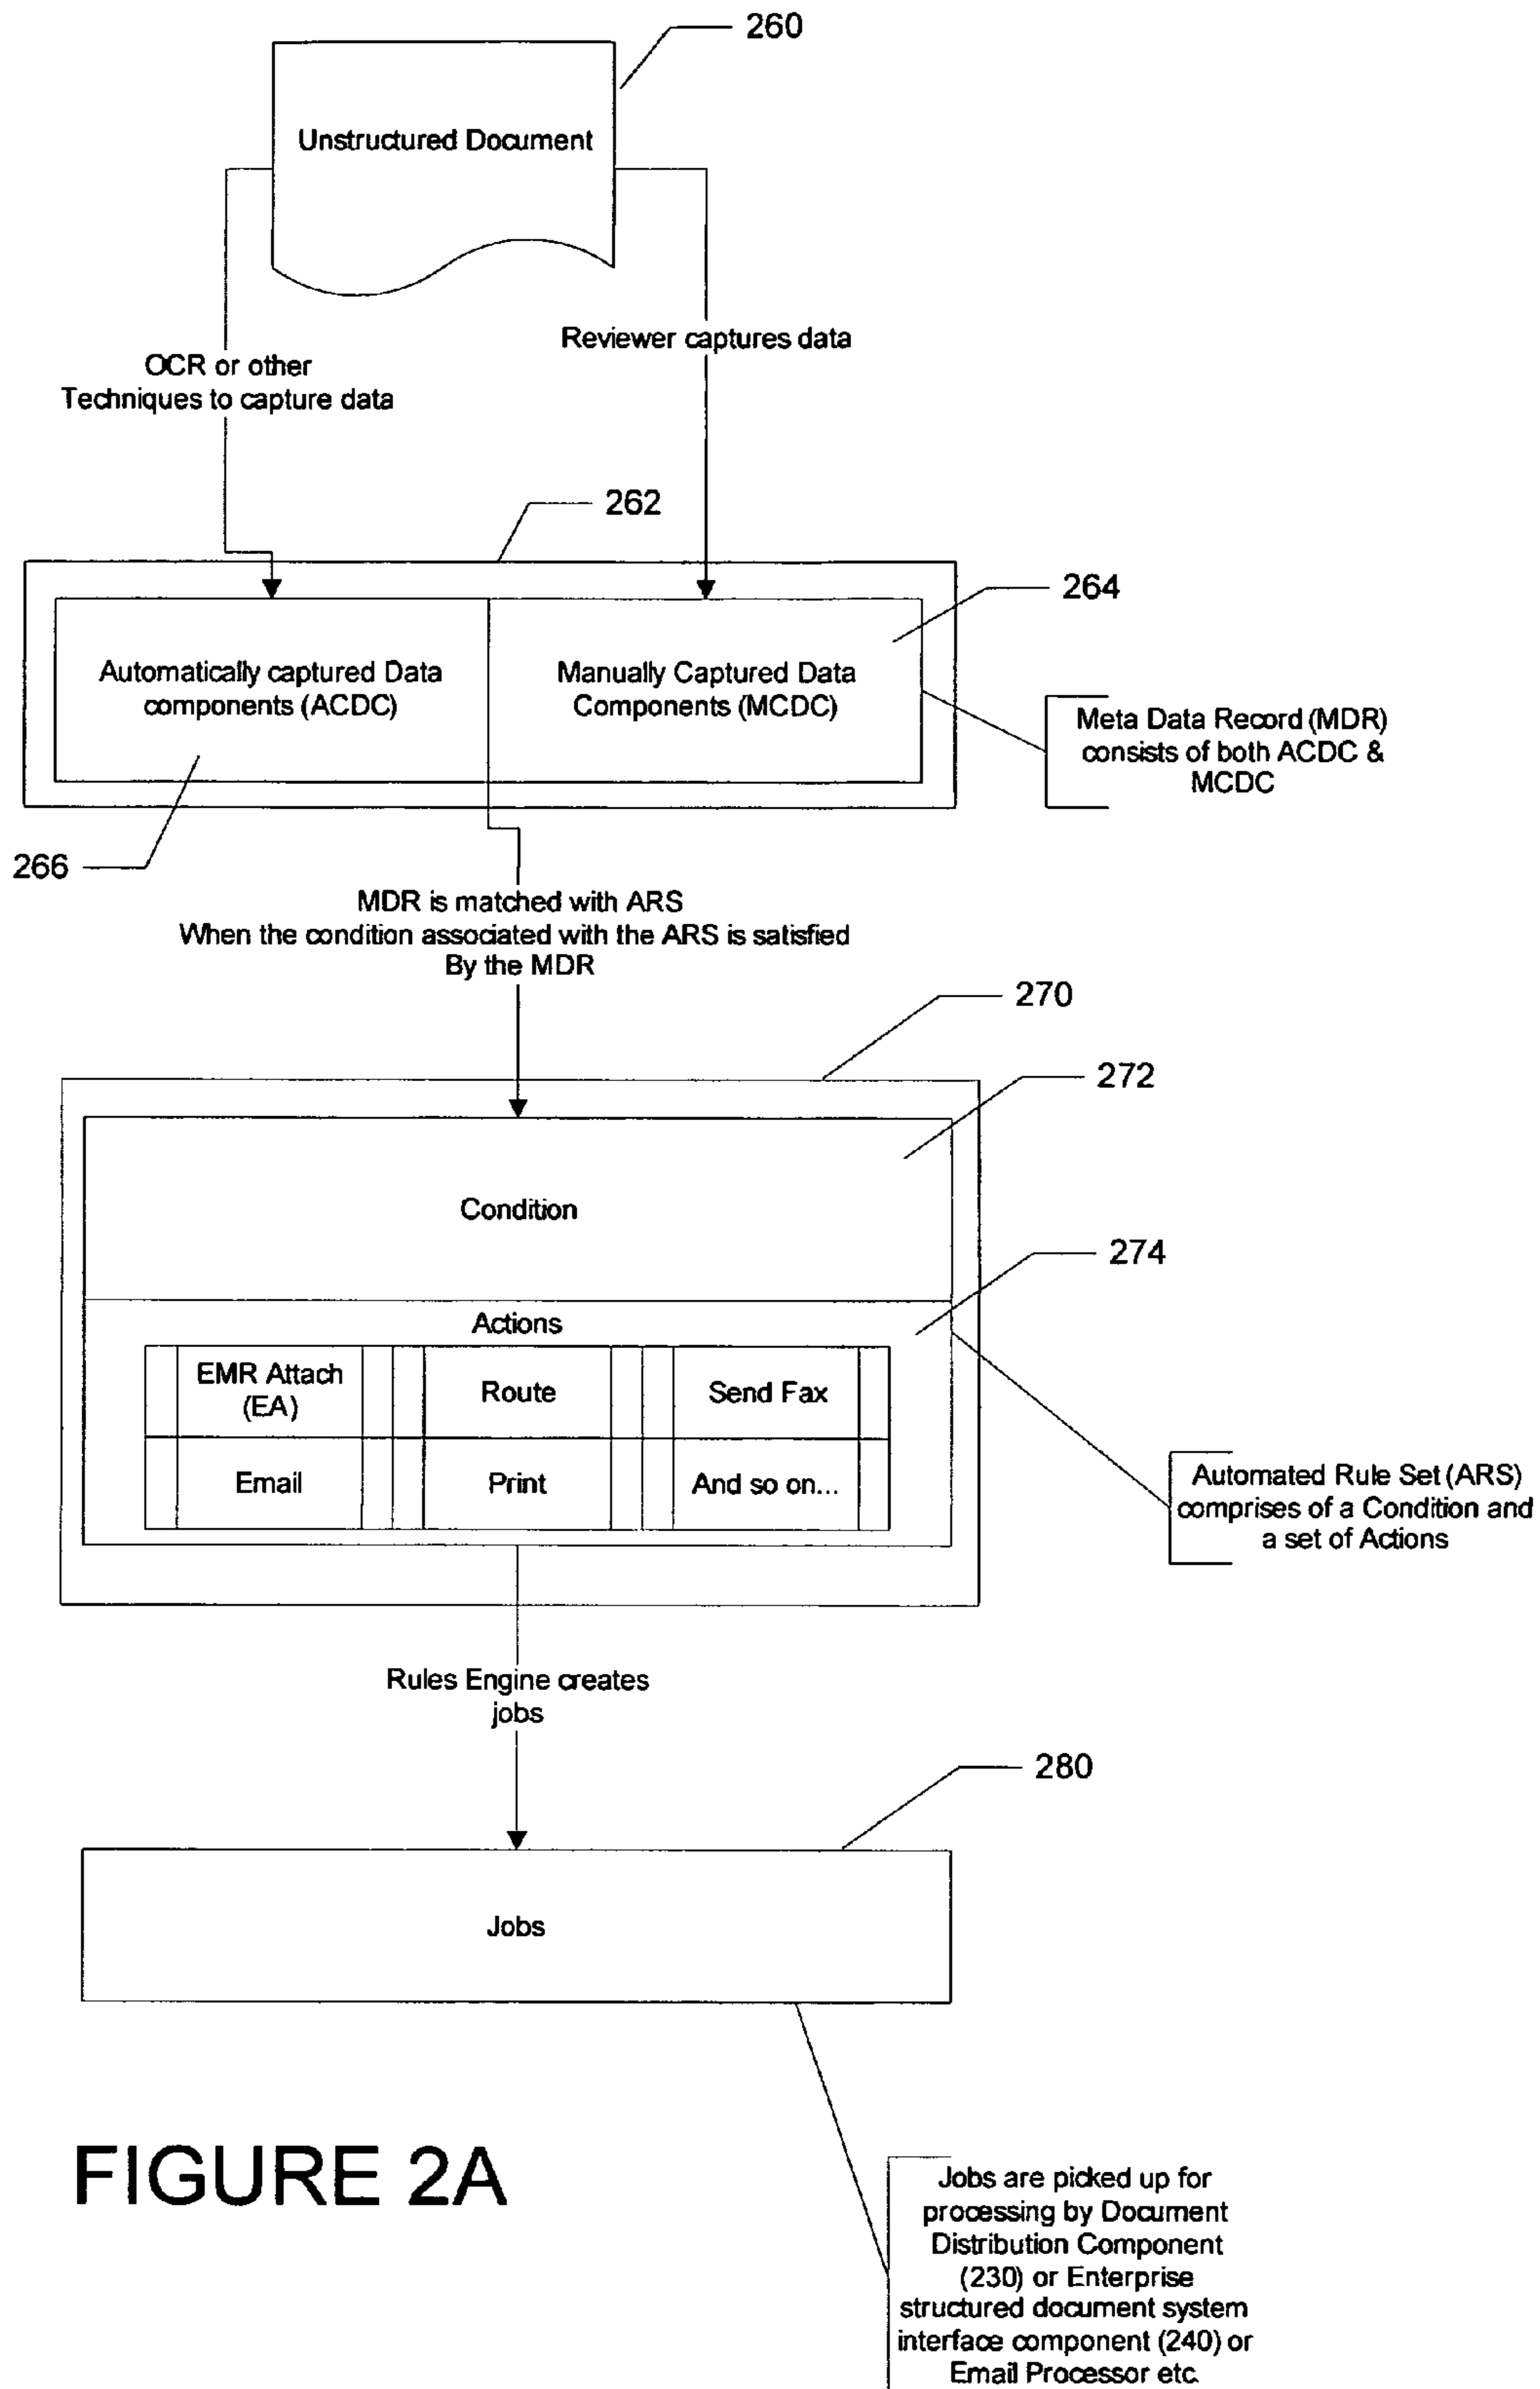 260
Unstructured Document
Reviewer captures data
OCR or other
Techniques to capture data
262
264
Automatically captured Data
components (ACDC)
Manually Captured Data
Components (MCDC)
Meta Data Record (MDR)
consists of both ACDC &
MCDC
266
MDR is matched with ARS
When the condition associated with the ARS is satisfied
By the MDR
270
272
Condition
274
Actions
EMR Attach
(EA)
Route
Send Fax
Email
Print
And so on...
Automated Rule Set (ARS)
comprises of a Condition and
a set of Actions
Rules Engine creates
jobs
280
Jobs
FIGURE 2A
Jobs are picked up for
processing by Document
Distribution Component
(230) or Enterprise
structured document system
interface component (240) or
Email Processor etc.